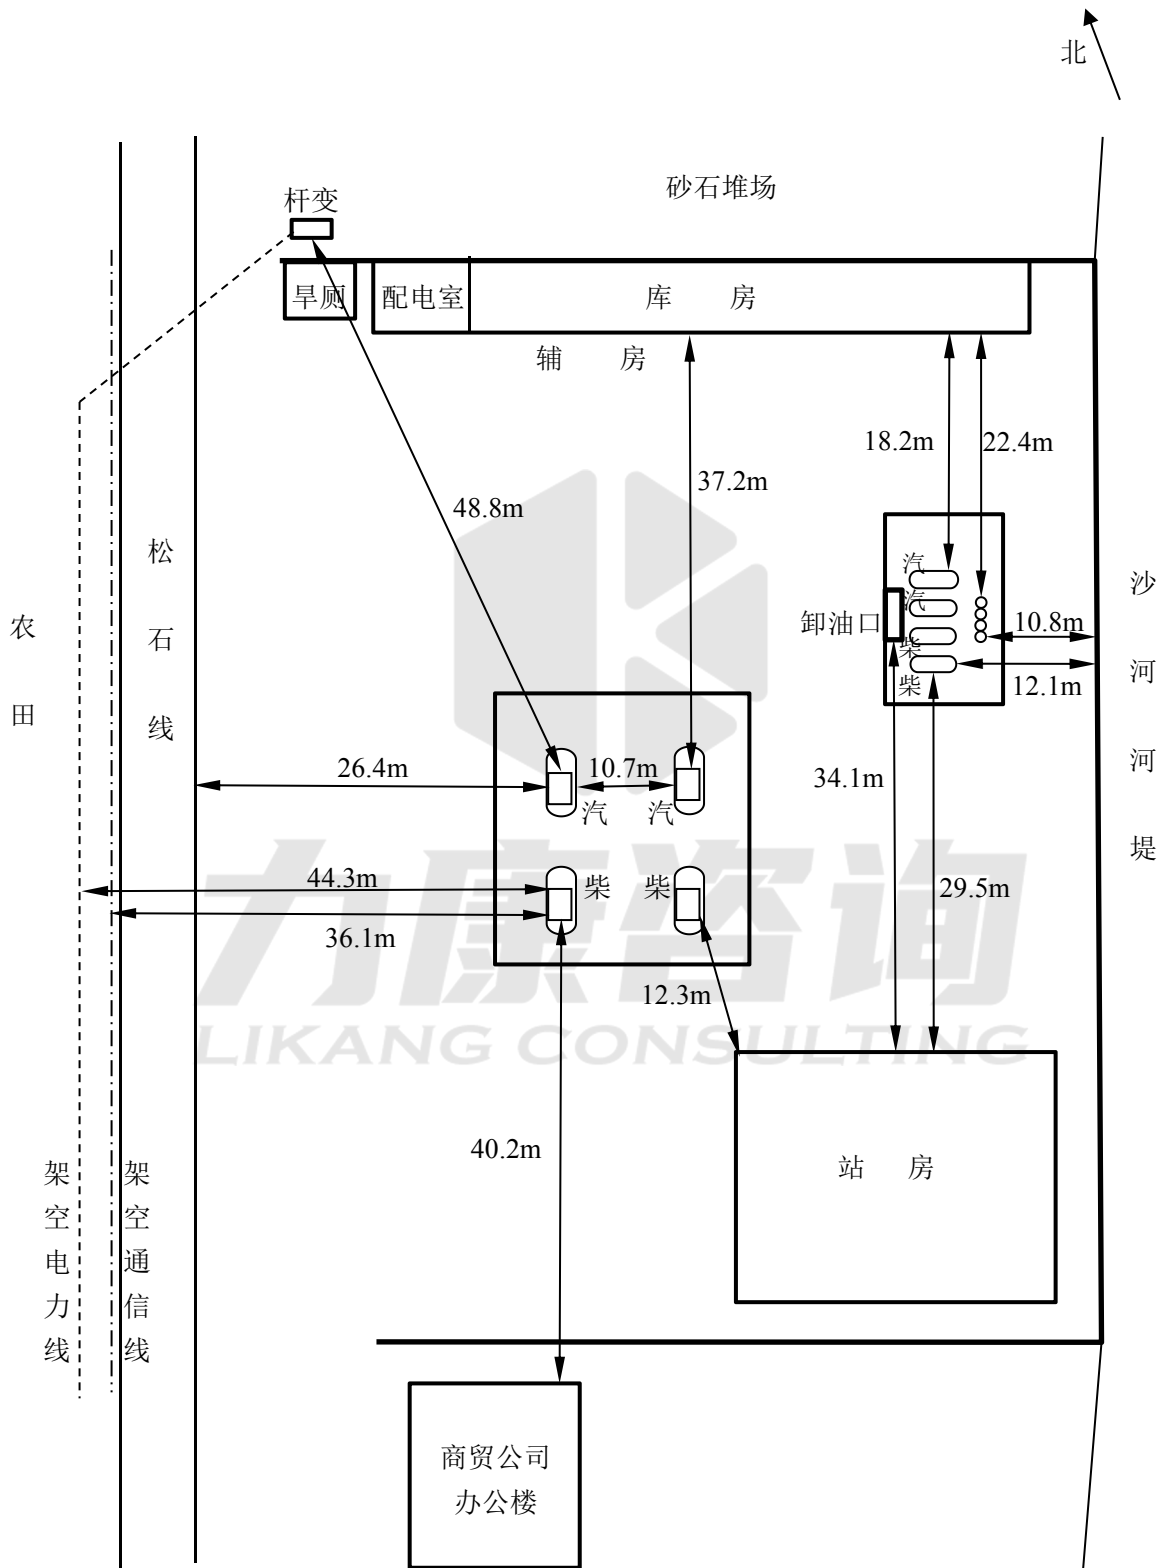 北
砂石堆场
杆变
旱厕
配电室
库 房
辅 房
18.2m
22.4m
37.2m
48.8m
松石线
农田
汽
汽
柴
柴
卸油口
10.8m
12.1m
沙河河堤
26.4m
10.7m
34.1m
汽
汽
44.3m
柴
柴
29.5m
36.1m
12.3m
力康咨询
LIKANG CONSULTING
40.2m
站 房
架空电力线
架空通信线
商贸公司
办公楼